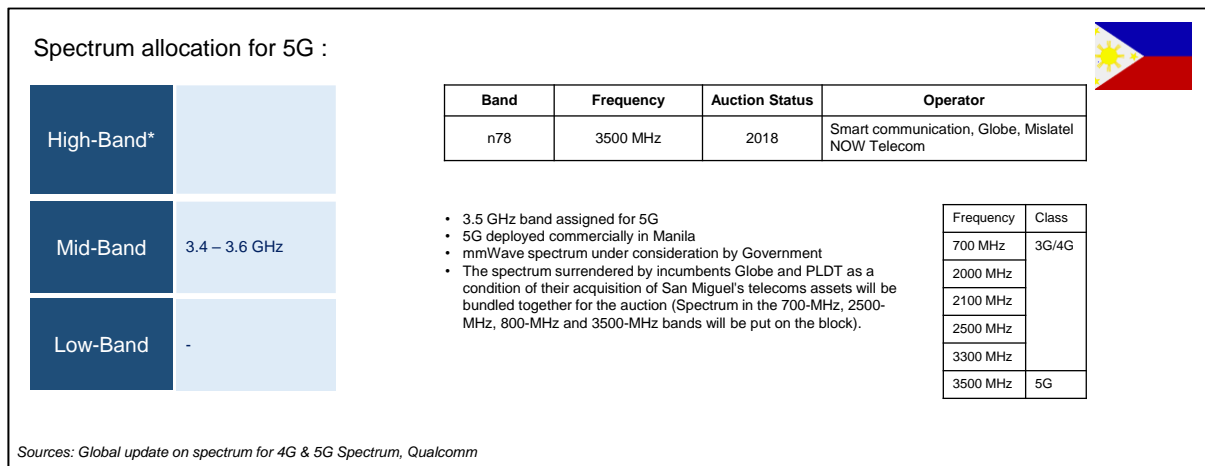 Spectrum allocation for 5G :
High-Band*
Mid-Band
3.4 – 3.6 GHz
Low-Band
-
Band Frequency Auction Status Operator
n78 3500 MHz 2018 Smart communication, Globe, Mislatel
NOW Telecom
• 3.5 GHz band assigned for 5G
• 5G deployed commercially in Manila
• mmWave spectrum under consideration by Government
• The spectrum surrendered by incumbents Globe and PLDT as a
condition of their acquisition of San Miguel's telecoms assets will be
bundled together for the auction (Spectrum in the 700-MHz, 2500-
MHz, 800-MHz and 3500-MHz bands will be put on the block).
Frequency Class
700 MHz 3G/4G
2000 MHz
2100 MHz
2500 MHz
3300 MHz
3500 MHz 5G
Sources: Global update on spectrum for 4G & 5G Spectrum, Qualcomm